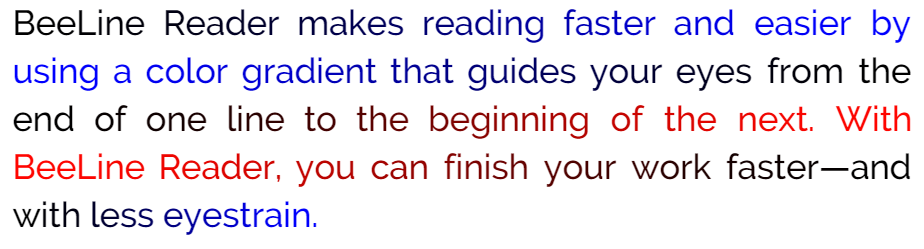 BeeLine Reader makes reading faster and easier by
using a color gradient that guides your eyes from the
end of one line to the beginning of the next. With
BeeLine Reader, you can finish your work faster—and
with less eyestrain.